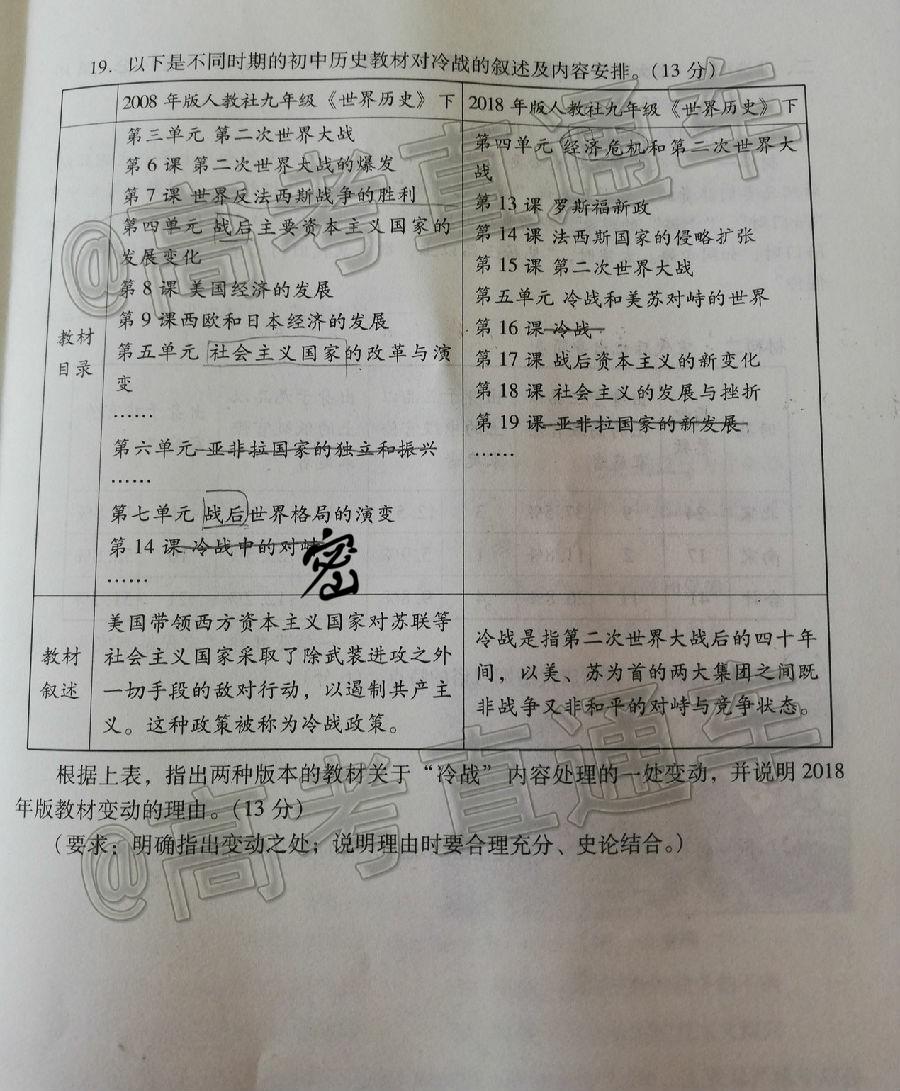 19. 以下是不同时期的初中历史教材对冷战的叙述及内容安排。(13 分)
2008 年版人教社九年级《世界历史》下
2018 年版人教社九年级《世界历史》下
教材
目录
第三单元 第二次世界大战
第 6 课 第二次世界大战的爆发
第 7 课 世界反法西斯战争的胜利
第四单元 战后主要资本主义国家的
发展变化
第 8 课 美国经济的发展
第 9 课西欧和日本经济的发展
第五单元 社会主义国家的改革与演
变
……
第六单元 亚非拉国家的独立和振兴
……
第七单元 战后世界格局的演变
第 14 课 冷战中的对峙
密
……
第四单元 经济危机和第二次世界大
战
第 13 课 罗斯福新政
第 14 课 法西斯国家的侵略扩张
第 15 课 第二次世界大战
第五单元 冷战和美苏对峙的世界
第 16 课 冷战
第 17 课 战后资本主义的新变化
第 18 课 社会主义的发展与挫折
第 19 课 亚非拉国家的新发展
……
教材
叙述
美国带领西方资本主义国家对苏联等
社会主义国家采取了除武装进攻之外
一切手段的敌对行动，以遏制共产主
义。这种政策被称为冷战政策。
冷战是指第二次世界大战后的四十年
间，以美、苏为首的两大集团之间既
非战争又非和平的对峙与竞争状态。
根据上表，指出两种版本的教材关于“冷战”内容处理的一处变动，并说明 2018
年版教材变动的理由。(13 分)
(要求：明确指出变动之处；说明理由时要合理充分、史论结合。)
@高考直通车
@高考直通车